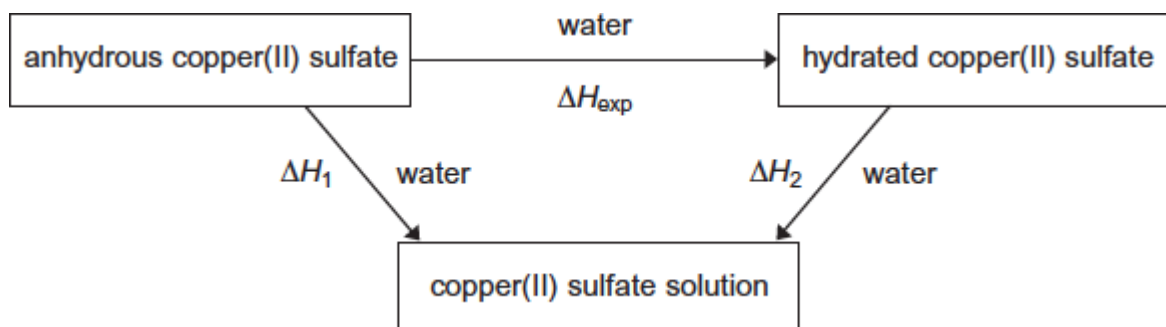 water
anhydrous copper(II) sulfate
hydrated copper(II) sulfate
ΔHexp
ΔH1
water
ΔH2
water
copper(II) sulfate solution